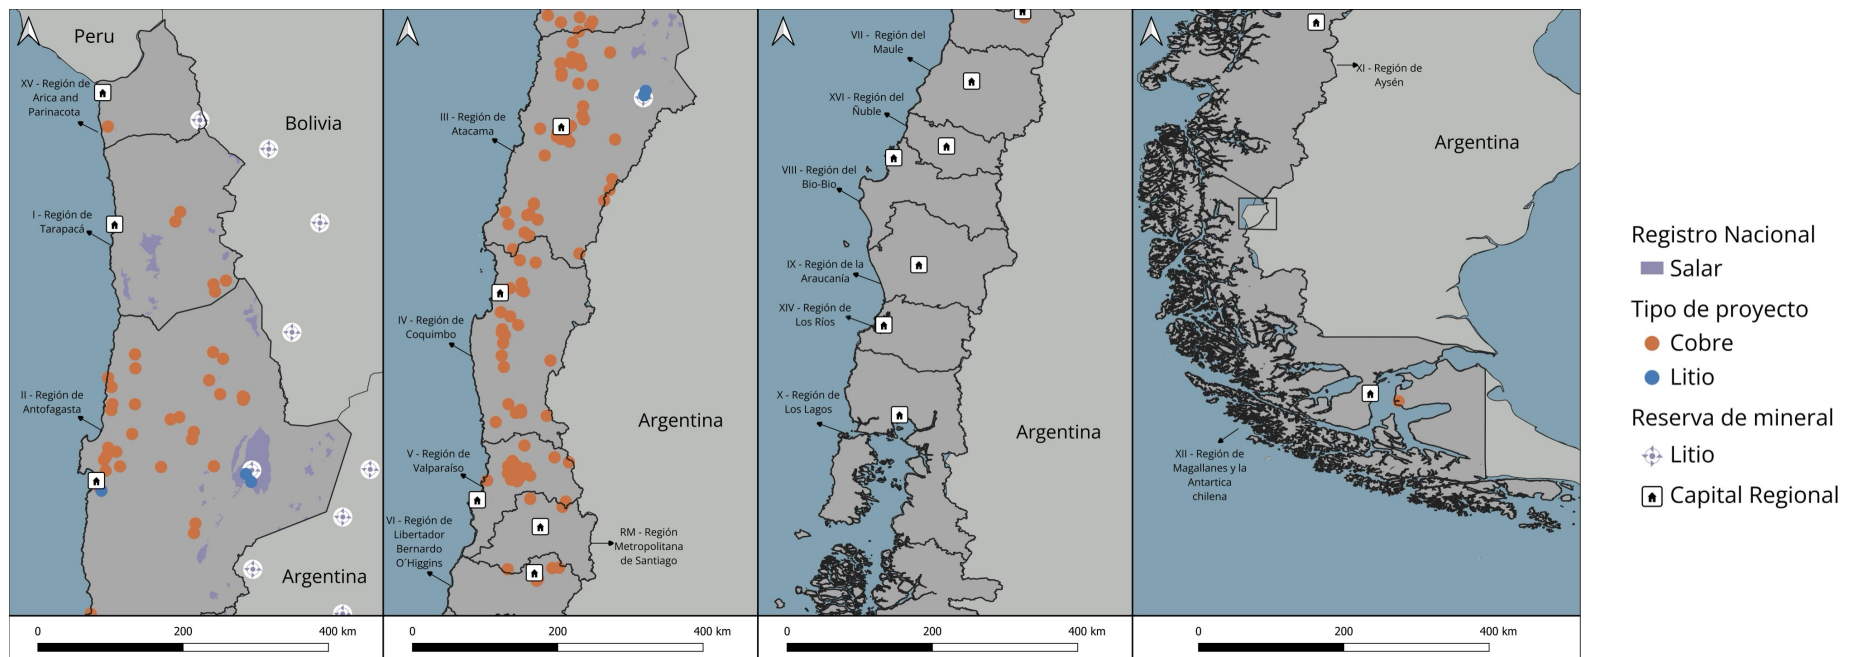 Peru
XV - Región de
Arica and
Parinacota
Bolivia
I - Región de
Tarapacá
II - Región de
Antofagasta
Argentina
0 200 400 km
III - Región de
Atacama
IV - Región de
Coquimbo
Argentina
V - Región de
Valparaíso
VI - Región de
Libertador
Bernardo
O´Higgins
RM - Región
Metropolitana
de Santiago
0 200 400 km
VII - Región del
Maule
XVI - Región del
Ñuble
VIII - Región del
Bio-Bio
IX - Región de la
Araucanía
XIV - Región de
Los Ríos
X - Región de
Los Lagos
Argentina
0 200 400 km
XI - Región de
Aysén
Argentina
XII - Región de
Magallanes y la
Antartica
chilena
0 200 400 km
Registro Nacional
Salar
Tipo de proyecto
Cobre
Litio
Reserva de mineral
Litio
Capital Regional